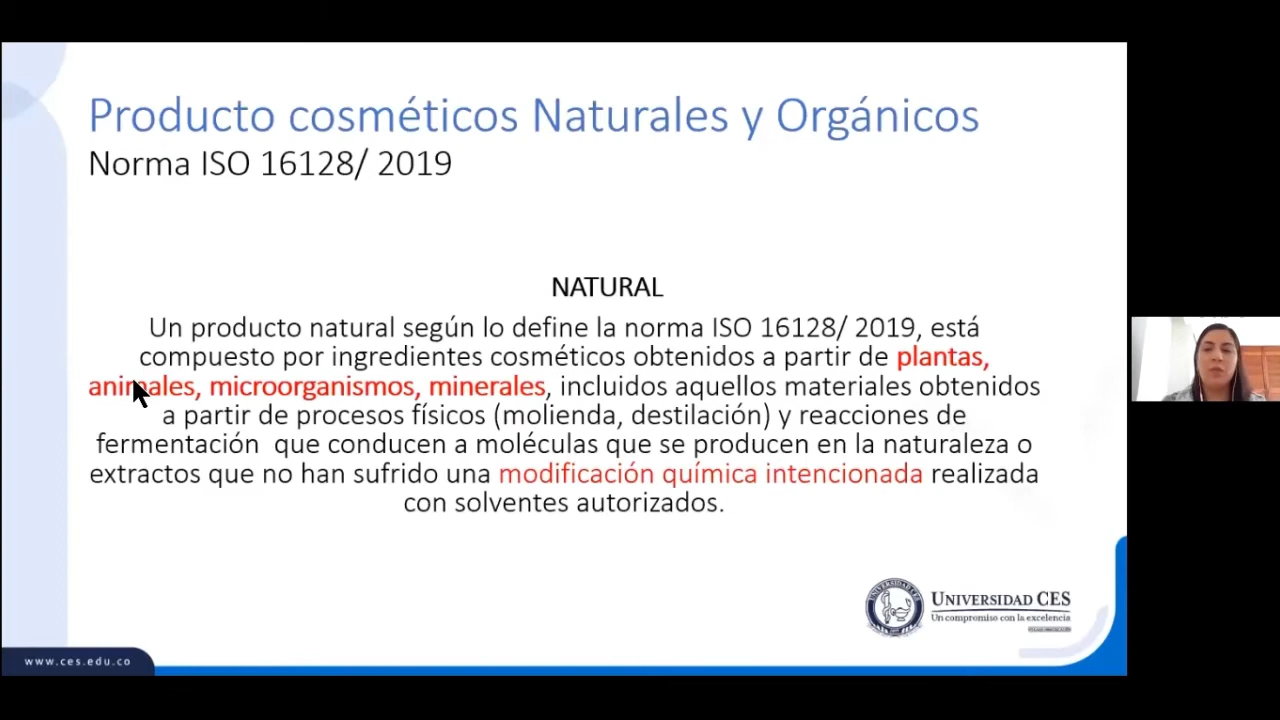 Producto cosméticos Naturales y Orgánicos
Norma ISO 16128/ 2019
NATURAL
Un producto natural según lo define la norma ISO 16128/ 2019, está
compuesto por ingredientes cosméticos obtenidos a partir de plantas,
animales, microorganismos, minerales, incluidos aquellos materiales obtenidos
a partir de procesos físicos (molienda, destilación) y reacciones de
fermentación que conducen a moléculas que se producen en la naturaleza o
extractos que no han sufrido una modificación química intencionada realizada
con solventes autorizados.
UNIVERSIDAD CES
Un compromiso con la excelencia
www.ces.edu.co